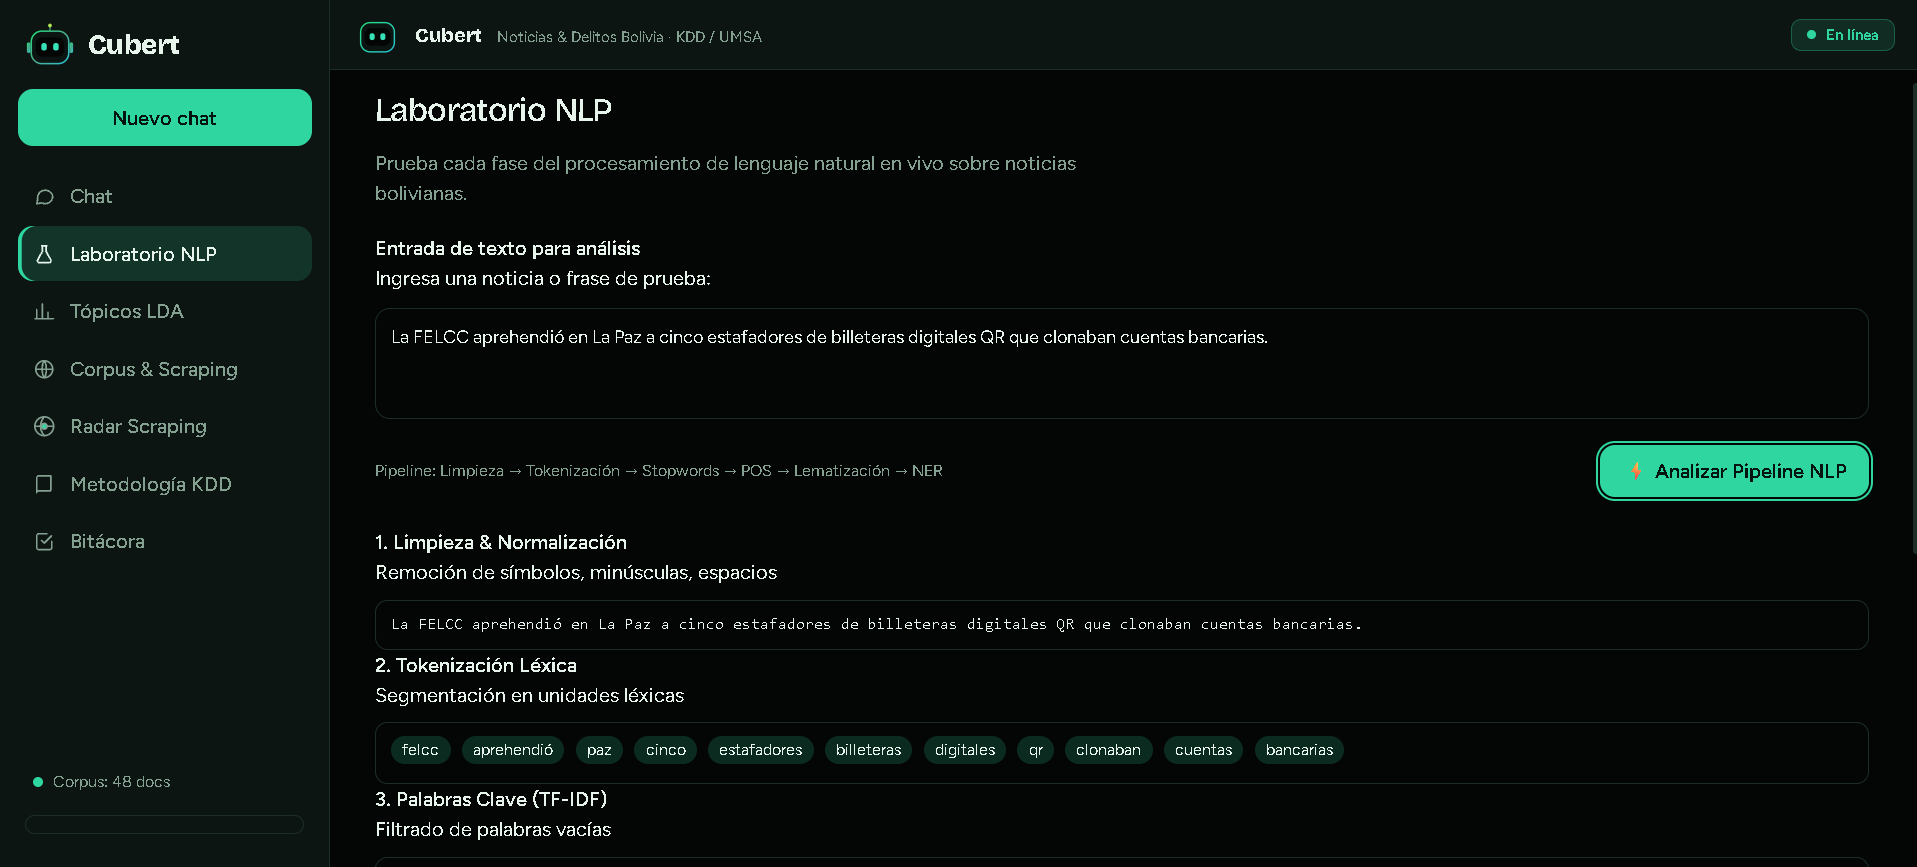 Cubert
Nuevo chat
Chat
Laboratorio NLP
Tópicos LDA
Corpus & Scraping
Radar Scraping
Metodología KDD
Bitácora
Corpus: 48 docs
Cubert Noticias & Delitos Bolivia · KDD / UMSA
En línea
Laboratorio NLP
Prueba cada fase del procesamiento de lenguaje natural en vivo sobre noticias
bolivianas.
Entrada de texto para análisis
Ingresa una noticia o frase de prueba:
La FELCC aprehendió en La Paz a cinco estafadores de billeteras digitales QR que clonaban cuentas bancarias.
Pipeline: Limpieza → Tokenización → Stopwords → POS → Lematización → NER
Analizar Pipeline NLP
1. Limpieza & Normalización
Remoción de símbolos, minúsculas, espacios
La FELCC aprehendió en La Paz a cinco estafadores de billeteras digitales QR que clonaban cuentas bancarias.
2. Tokenización Léxica
Segmentación en unidades léxicas
felcc aprehendió paz cinco estafadores billeteras digitales qr clonaban cuentas bancarias
3. Palabras Clave (TF-IDF)
Filtrado de palabras vacías